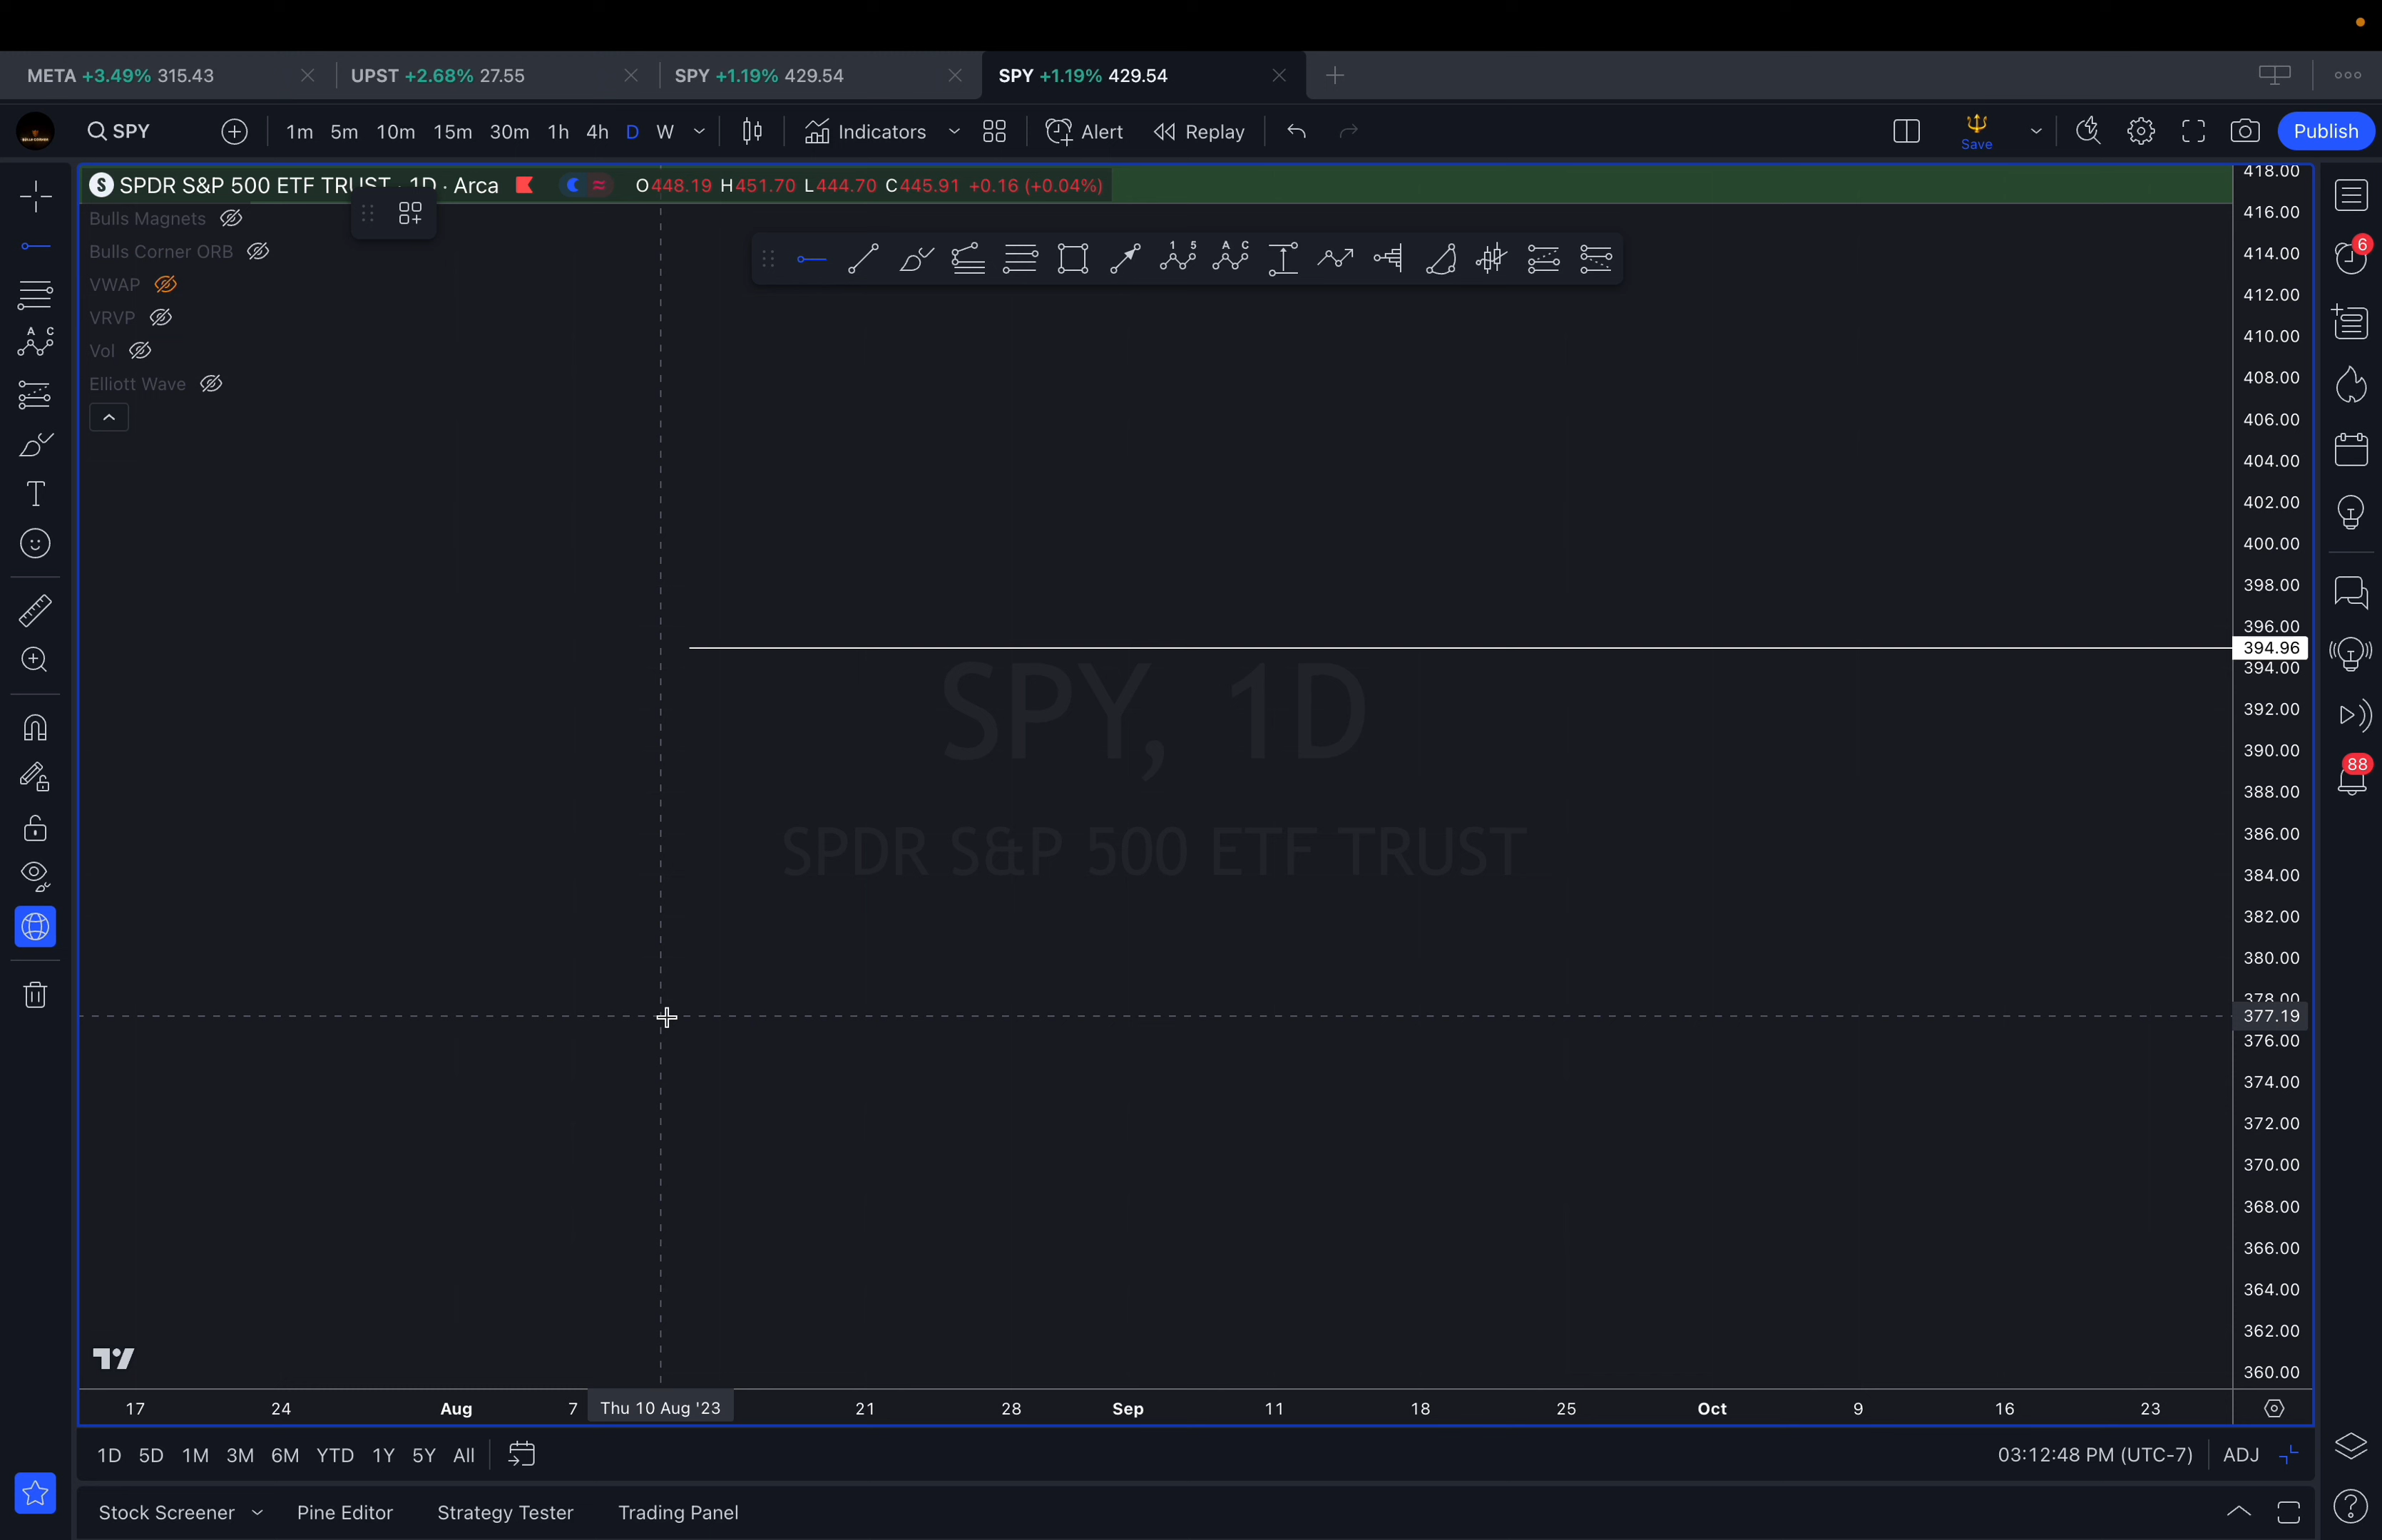 META +3.49% 315.43
UPST +2.68% 27.55
SPY +1.19% 429.54
SPY +1.19% 429.54
SPY
1m 5m 10m 15m 30m 1h 4h D W
Indicators
Alert
Replay
Save
Publish
S SPDR S&P 500 ETF TRUST · 1D · Arca
O448.19 H451.70 L444.70 C445.91 +0.16 (+0.04%)
Bulls Magnets
Bulls Corner ORB
VWAP
VRVP
Vol
Elliott Wave
1 5
A C
A C
T
SPY, 1D
SPDR S&P 500 ETF TRUST
418.00
416.00
414.00
412.00
410.00
408.00
406.00
404.00
402.00
400.00
398.00
396.00
394.96
394.00
392.00
390.00
388.00
386.00
384.00
382.00
380.00
378.00
377.19
376.00
374.00
372.00
370.00
368.00
366.00
364.00
362.00
360.00
6
88
17 24 Aug 7 Thu 10 Aug '23 21 28 Sep 11 18 25 Oct 9 16 23
1D 5D 1M 3M 6M YTD 1Y 5Y All
03:12:48 PM (UTC-7) ADJ
Stock Screener Pine Editor Strategy Tester Trading Panel